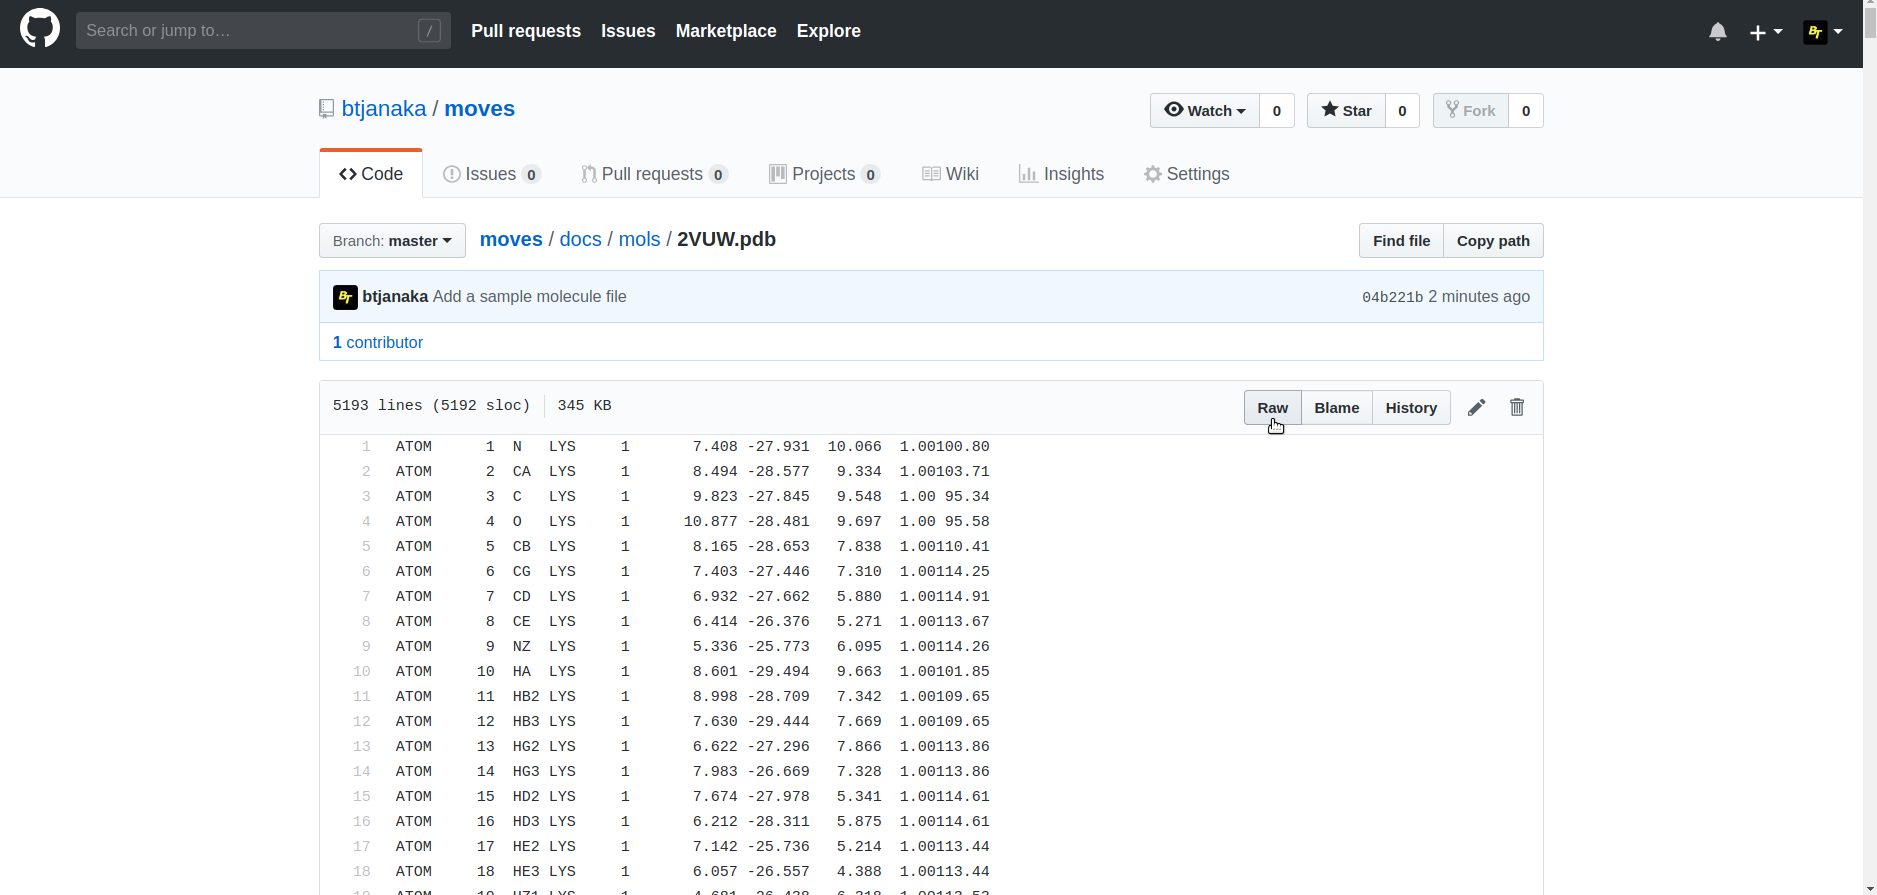 Search or jump to… /
Pull requests Issues Marketplace Explore
BT
btjanaka / moves
Watch 0 Star 0 Fork 0
Code Issues 0 Pull requests 0 Projects 0 Wiki Insights Settings
Branch: master moves / docs / mols / 2VUW.pdb Find file Copy path
BT btjanaka Add a sample molecule file 04b221b 2 minutes ago
1 contributor
5193 lines (5192 sloc) 345 KB Raw Blame History
1 ATOM 1 N LYS 1 7.408 -27.931 10.066 1.00100.80
2 ATOM 2 CA LYS 1 8.494 -28.577 9.334 1.00103.71
3 ATOM 3 C LYS 1 9.823 -27.845 9.548 1.00 95.34
4 ATOM 4 O LYS 1 10.877 -28.481 9.697 1.00 95.58
5 ATOM 5 CB LYS 1 8.165 -28.653 7.838 1.00110.41
6 ATOM 6 CG LYS 1 7.403 -27.446 7.310 1.00114.25
7 ATOM 7 CD LYS 1 6.932 -27.662 5.880 1.00114.91
8 ATOM 8 CE LYS 1 6.414 -26.376 5.271 1.00113.67
9 ATOM 9 NZ LYS 1 5.336 -25.773 6.095 1.00114.26
10 ATOM 10 HA LYS 1 8.601 -29.494 9.663 1.00101.85
11 ATOM 11 HB2 LYS 1 8.998 -28.709 7.342 1.00109.65
12 ATOM 12 HB3 LYS 1 7.630 -29.444 7.669 1.00109.65
13 ATOM 13 HG2 LYS 1 6.622 -27.296 7.866 1.00113.86
14 ATOM 14 HG3 LYS 1 7.983 -26.669 7.328 1.00113.86
15 ATOM 15 HD2 LYS 1 7.674 -27.978 5.341 1.00114.61
16 ATOM 16 HD3 LYS 1 6.212 -28.311 5.875 1.00114.61
17 ATOM 17 HE2 LYS 1 7.142 -25.736 5.214 1.00113.44
18 ATOM 18 HE3 LYS 1 6.057 -26.557 4.388 1.00113.44